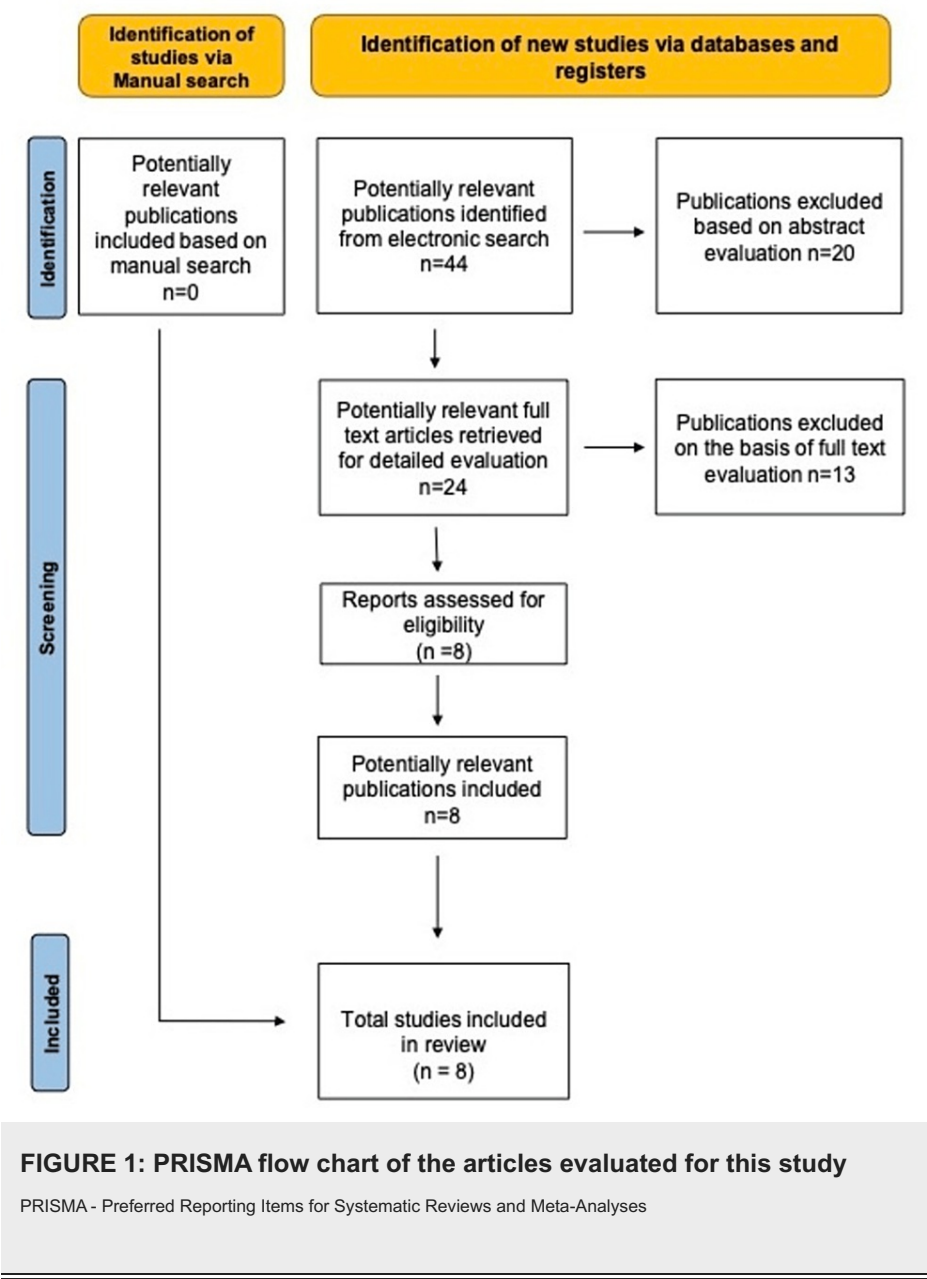 Identification of
studies via
Manual search
Identification of new studies via databases and
registers
Identification
Potentially
relevant
publications
included based on
manual search
n=0
Potentially relevant
publications identified
from electronic search
n=44
Publications excluded
based on abstract
evaluation n=20
Screening
Potentially relevant full
text articles retrieved
for detailed evaluation
n=24
Publications excluded
on the basis of full text
evaluation n=13
Reports assessed for
eligibility
(n =8)
Potentially relevant
publications included
n=8
Included
Total studies included
in review
(n = 8)
FIGURE 1: PRISMA flow chart of the articles evaluated for this study
PRISMA - Preferred Reporting Items for Systematic Reviews and Meta-Analyses